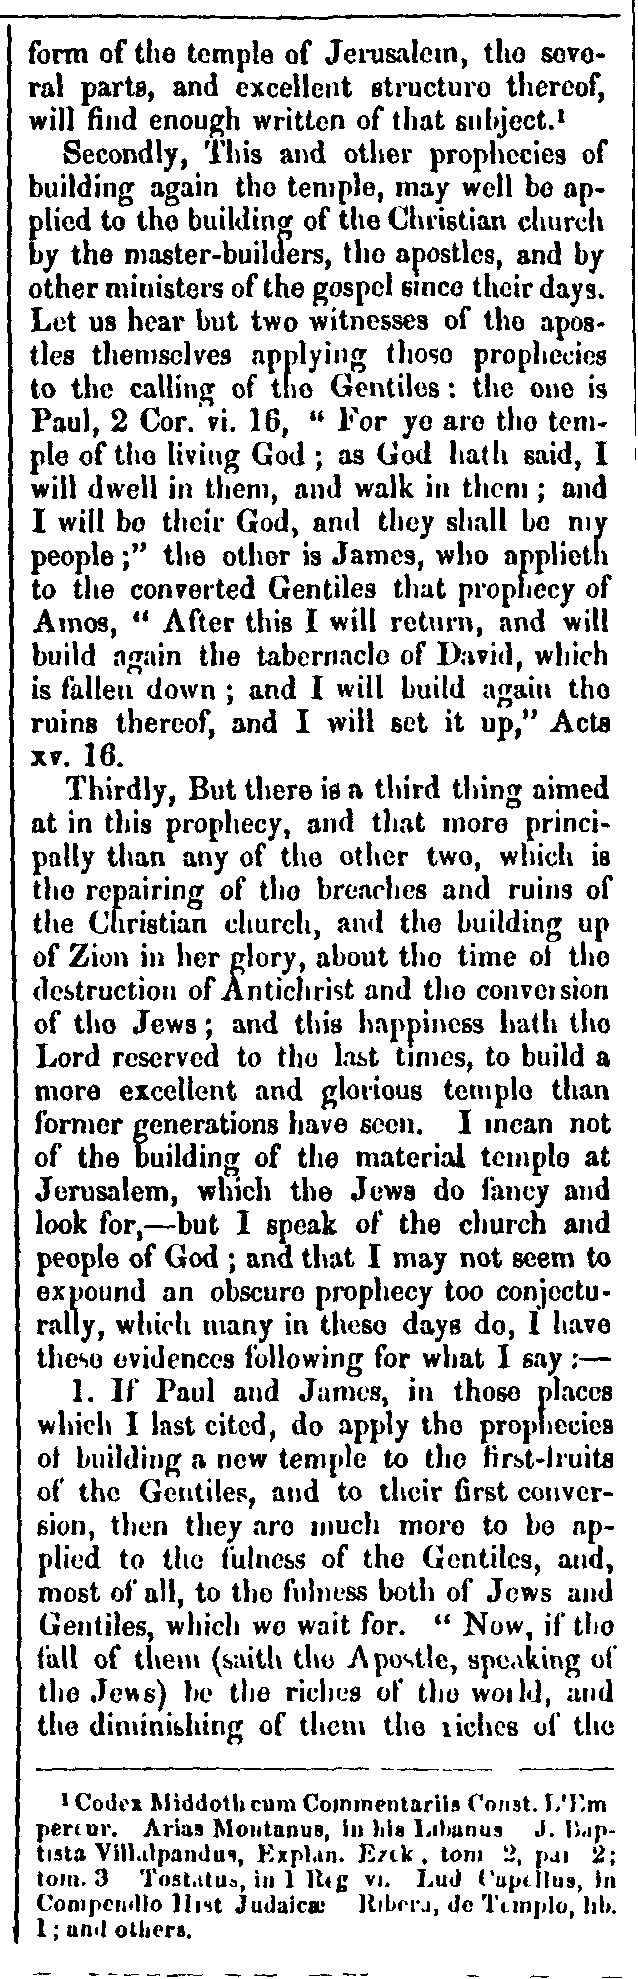 form of the temple of Jerusalem, the seve-
ral parts, and excellent structure thereof,
will find enough written of that subject.¹
Secondly, This and other prophecies of
building again the temple, may well be ap-
plied to the building of the Christian church
by the master-builders, the apostles, and by
other ministers of the gospel since their days.
Let us hear but two witnesses of the apos-
tles themselves applying those prophecies
to the calling of the Gentiles: the one is
Paul, 2 Cor. vi. 16, “ For ye are the tem-
ple of the living God ; as God hath said, I
will dwell in them, and walk in them ; and
I will be their God, and they shall be my
people ;” the other is James, who applieth
to the converted Gentiles that prophecy of
Amos, “ After this I will return, and will
build again the tabernacle of David, which
is fallen down ; and I will build again the
ruins thereof, and I will set it up,” Acts
xv. 16.
Thirdly, But there is a third thing aimed
at in this prophecy, and that more princi-
pally than any of the other two, which is
the repairing of the breaches and ruins of
the Christian church, and the building up
of Zion in her glory, about the time of the
destruction of Antichrist and the conversion
of the Jews ; and this happiness hath the
Lord reserved to the last times, to build a
more excellent and glorious temple than
former generations have seen. I mean not
of the building of the material temple at
Jerusalem, which the Jews do fancy and
look for,—but I speak of the church and
people of God ; and that I may not seem to
expound an obscure prophecy too conjectu-
rally, which many in these days do, I have
these evidences following for what I say :—
1. If Paul and James, in those places
which I last cited, do apply the prophecies
of building a new temple to the first-fruits
of the Gentiles, and to their first conver-
sion, then they are much more to be ap-
plied to the fulness of the Gentiles, and,
most of all, to the fulness both of Jews and
Gentiles, which we wait for. “ Now, if the
fall of them (saith the Apostle, speaking of
the Jews) be the riches of the world, and
the diminishing of them the riches of the
¹ Codex Middoth cum Commentariis Const. L'Em
pereur. Arias Montanus, in his Libanus J. Bap-
tista Villalpandus, Explan. Ezek , tom 2, par 2;
tom. 3 Tostatus, in 1 Reg vi. Lud Capellus, in
Compendio Hist Judaicæ Ribera, de Templo, lib.
1 ; and others.